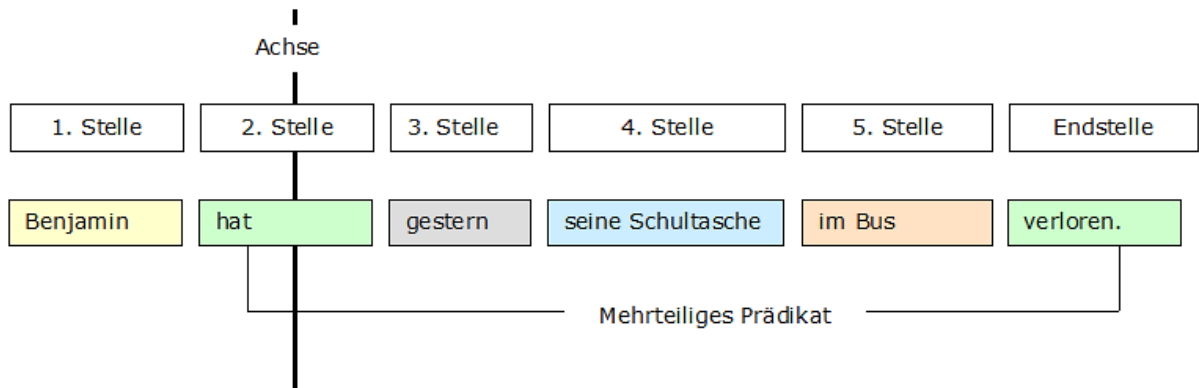 Achse
1. Stelle 2. Stelle 3. Stelle 4. Stelle 5. Stelle Endstelle
Benjamin hat gestern seine Schultasche im Bus verloren.
Mehrteiliges Prädikat